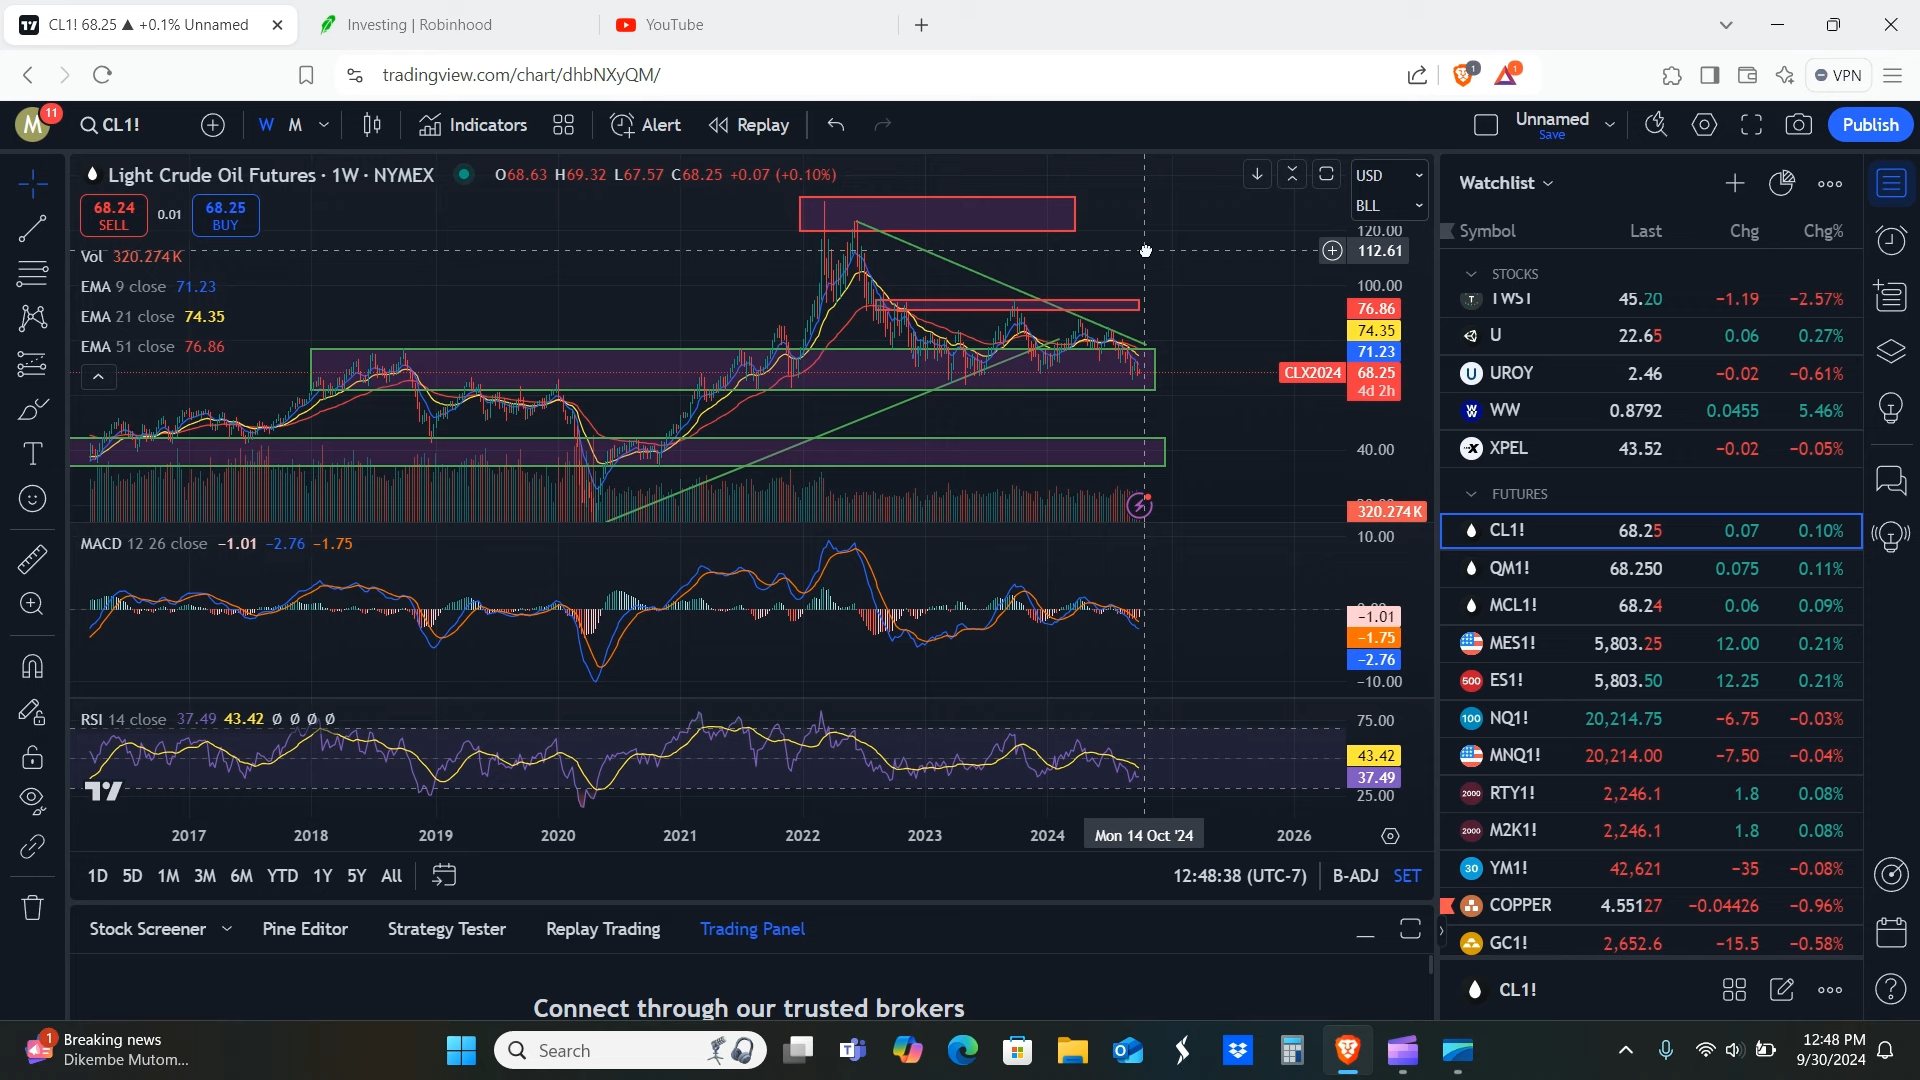 CL1! 68.25 ▲ +0.1% Unnamed
Investing | Robinhood
YouTube
tradingview.com/chart/dhbNXyQM/
1
1
VPN
M
11
CL1!
W
M
Indicators
Alert
Replay
Unnamed
Save
Publish
Light Crude Oil Futures · 1W · NYMEX
O68.63 H69.32 L67.57 C68.25 +0.07 (+0.10%)
USD
BLL
68.24
SELL
0.01
68.25
BUY
Vol 320.274K
EMA 9 close 71.23
EMA 21 close 74.35
EMA 51 close 76.86
120.00
112.61
100.00
76.86
74.35
71.23
CLX2024
68.25
4d 2h
40.00
320.274K
MACD 12 26 close −1.01 −2.76 −1.75
10.00
−1.01
−1.75
−2.76
−10.00
RSI 14 close 37.49 43.42 Ø Ø Ø Ø
75.00
43.42
37.49
25.00
2017
2018
2019
2020
2021
2022
2023
2024
Mon 14 Oct '24
2026
1D 5D 1M 3M 6M YTD 1Y 5Y All
12:48:38 (UTC-7)
B-ADJ
SET
Stock Screener
Pine Editor
Strategy Tester
Replay Trading
Trading Panel
Connect through our trusted brokers
Watchlist
Symbol Last Chg Chg%
STOCKS
TWST 45.20 −1.19 −2.57%
U 22.65 0.06 0.27%
UROY 2.46 −0.02 −0.61%
WW 0.8792 0.0455 5.46%
XPEL 43.52 −0.02 −0.05%
FUTURES
CL1! 68.25 0.07 0.10%
QM1! 68.250 0.075 0.11%
MCL1! 68.24 0.06 0.09%
MES1! 5,803.25 12.00 0.21%
500 ES1! 5,803.50 12.25 0.21%
100 NQ1! 20,214.75 −6.75 −0.03%
MNQ1! 20,214.00 −7.50 −0.04%
2000 RTY1! 2,246.1 1.8 0.08%
2000 M2K1! 2,246.1 1.8 0.08%
30 YM1! 42,621 −35 −0.08%
COPPER 4.55127 −0.04426 −0.96%
GC1! 2,652.6 −15.5 −0.58%
CL1!
1
Breaking news
Dikembe Mutom...
Search
12:48 PM
9/30/2024